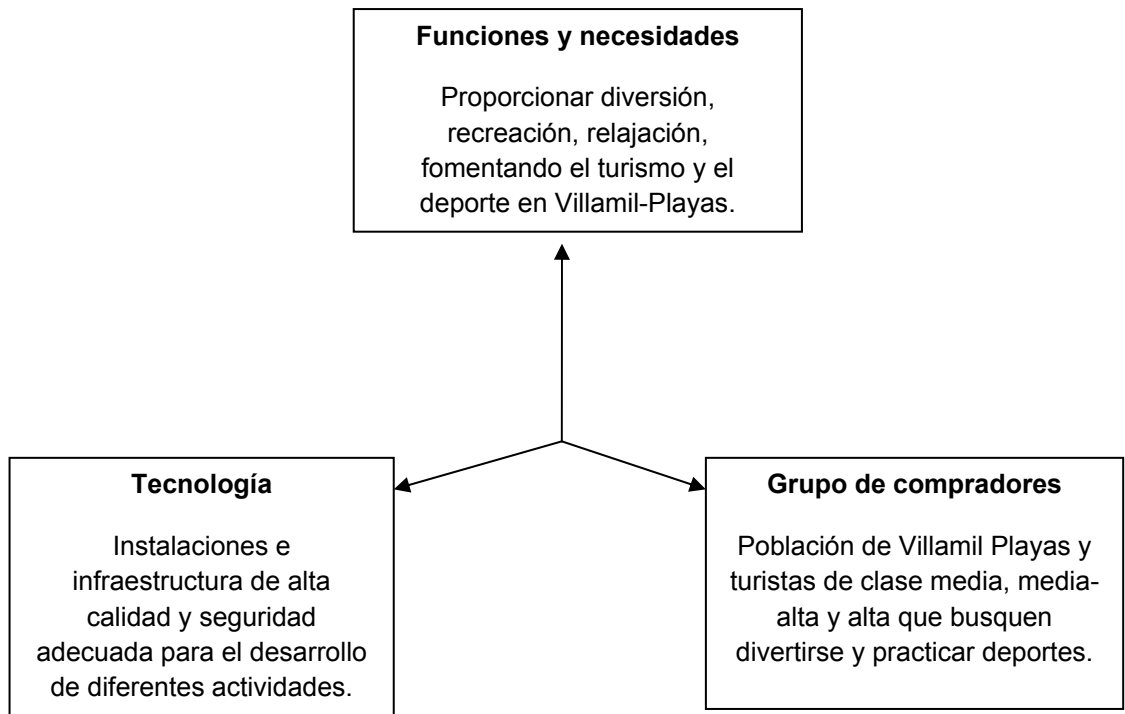 Funciones y necesidades
Proporcionar diversión,
recreación, relajación,
fomentando el turismo y el
deporte en Villamil-Playas.
Tecnología
Instalaciones e
infraestructura de alta
calidad y seguridad
adecuada para el desarrollo
de diferentes actividades.
Grupo de compradores
Población de Villamil Playas y
turistas de clase media, media-
alta y alta que busquen
divertirse y practicar deportes.